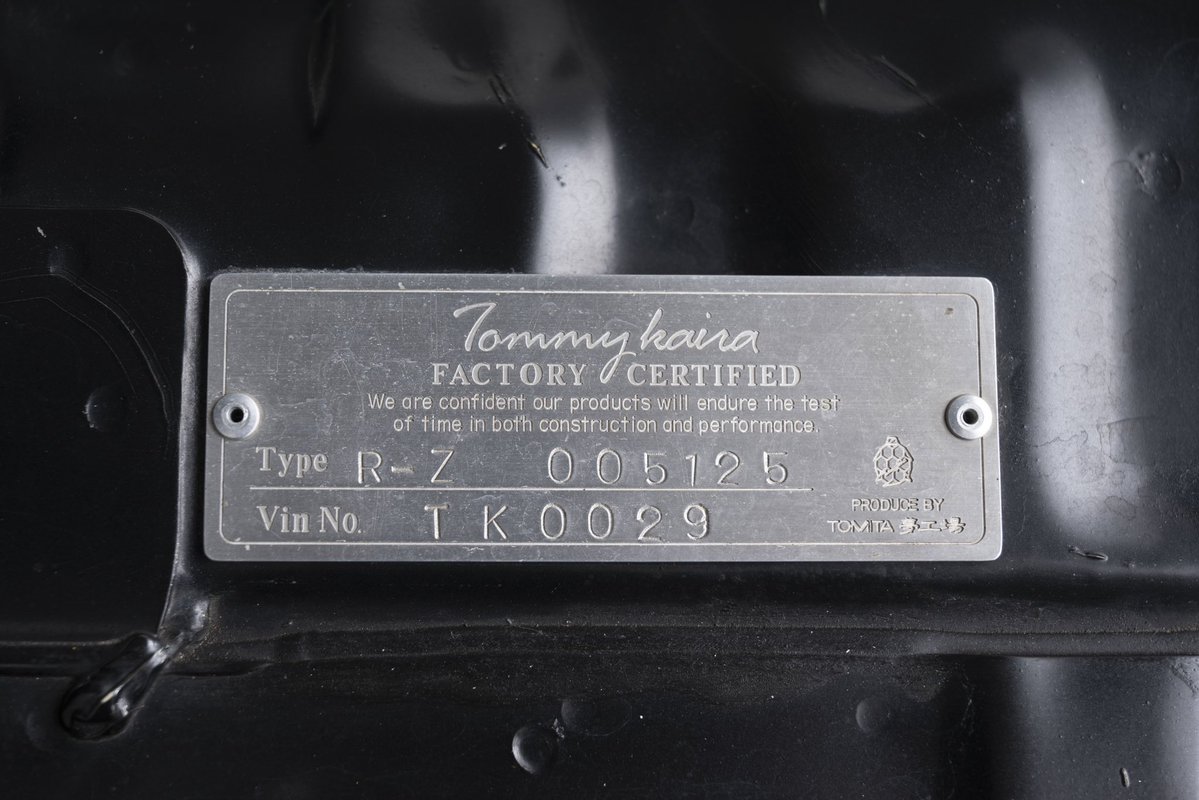 Tommykaira
FACTORY CERTIFIED
We are confident our products will endure the test
of time in both construction and performance.
Type R-Z 005125
Vin No. TK0029
PRODUCE BY
TOMITA 夢工場